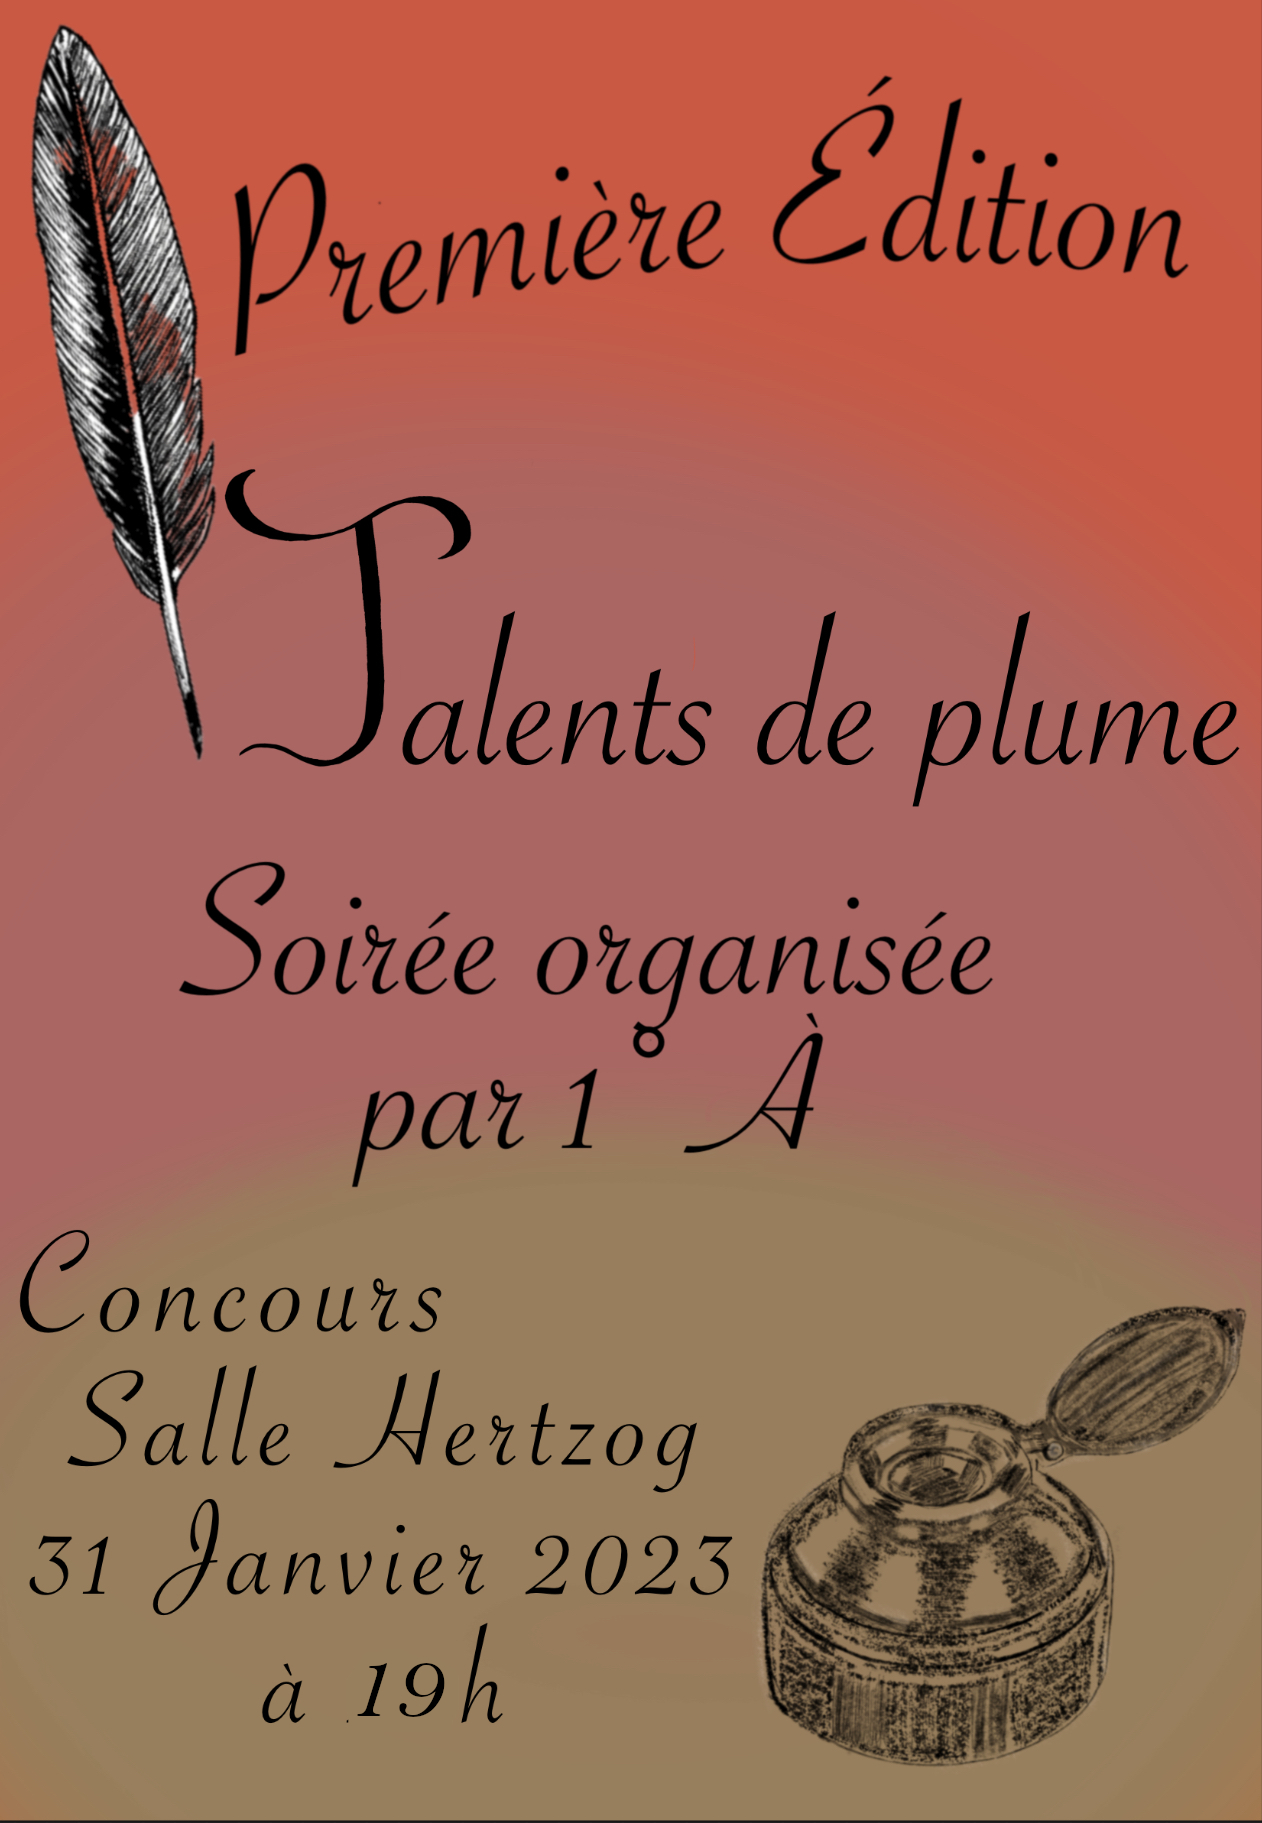 Première Édition
Talents de plume
Soirée organisée
par 1° À
Concours
Salle Hertzog
31 Janvier 2023
à 19h